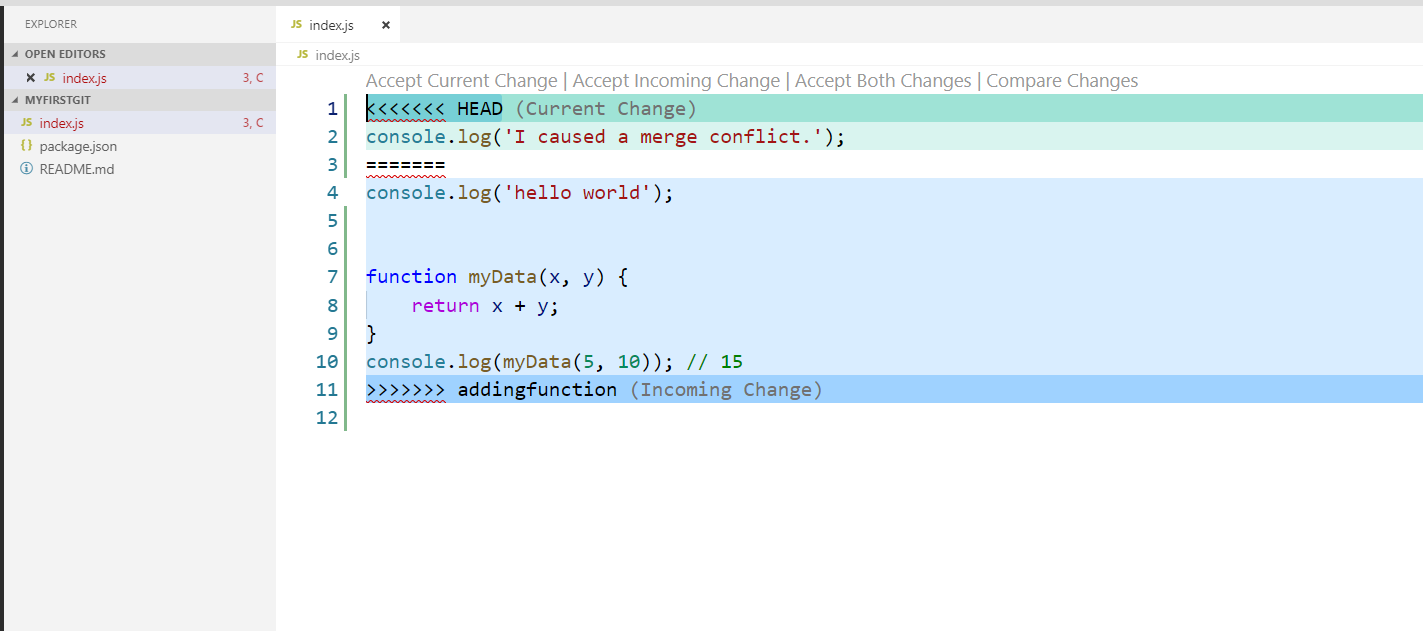 EXPLORER
OPEN EDITORS
JS index.js 3, C
MYFIRSTGIT
JS index.js 3, C
{} package.json
README.md
JS index.js
JS index.js
Accept Current Change | Accept Incoming Change | Accept Both Changes | Compare Changes
1 <<<<<<< HEAD (Current Change)
2 console.log('I caused a merge conflict.');
3 =======
4 console.log('hello world');
5
6
7 function myData(x, y) {
8     return x + y;
9 }
10 console.log(myData(5, 10)); // 15
11 >>>>>>> addingfunction (Incoming Change)
12